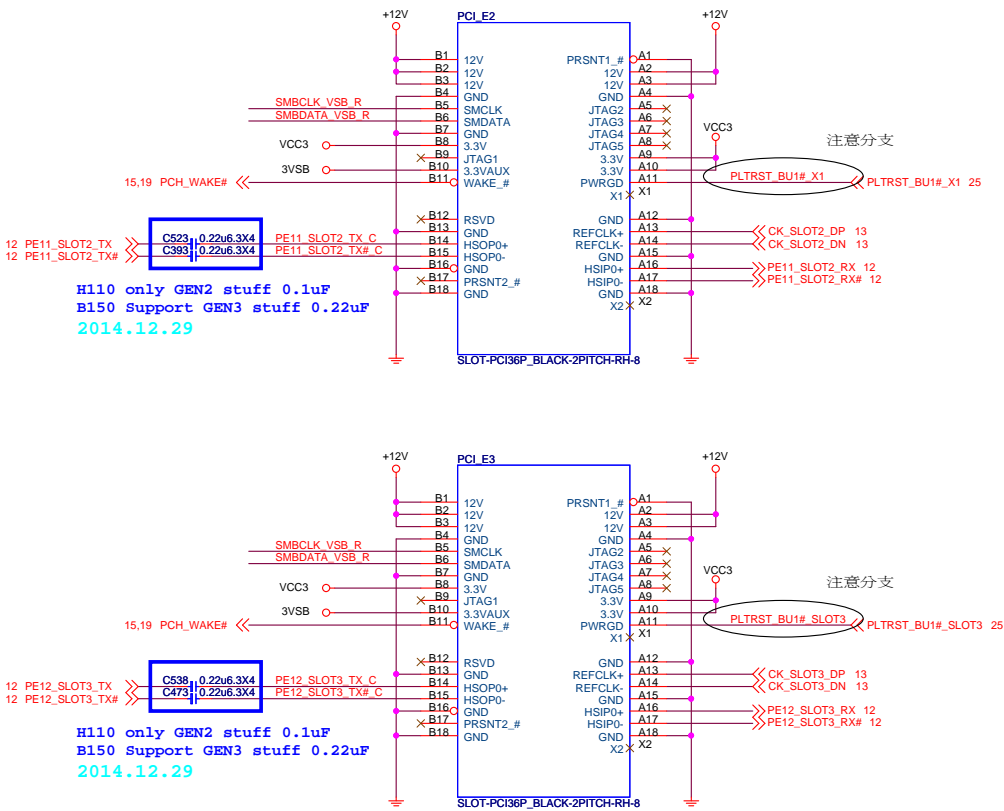 +12V
PCI_E2
+12V
B1 12V
B2 12V
B3 12V
B4 GND
SMBCLK_VSB_R B5 SMCLK
SMBDATA_VSB_R B6 SMDATA
B7 GND
VCC3 B8 3.3V
B9 JTAG1
3VSB B10 3.3VAUX
15,19 PCH_WAKE# B11 WAKE_#
B12 RSVD
B13 GND
12 PE11_SLOT2_TX C523 0.22u6.3X4 PE11_SLOT2_TX_C B14 HSOP0+
12 PE11_SLOT2_TX# C393 0.22u6.3X4 PE11_SLOT2_TX#_C B15 HSOP0-
B16 GND
B17 PRSNT2_#
B18 GND
PRSNT1_# A1
12V A2
12V A3
GND A4
JTAG2 A5
JTAG3 A6
JTAG4 A7
JTAG5 A8
VCC3
3.3V A9
3.3V A10
PWRGD A11 PLTRST_BU1#_X1 PLTRST_BU1#_X1 25
X1 X1
注意分支
GND A12
REFCLK+ A13 CK_SLOT2_DP 13
REFCLK- A14 CK_SLOT2_DN 13
GND A15
HSIP0+ A16 PE11_SLOT2_RX 12
HSIP0- A17 PE11_SLOT2_RX# 12
GND A18
X2 X2
H110 only GEN2 stuff 0.1uF
B150 Support GEN3 stuff 0.22uF
2014.12.29
SLOT-PCI36P_BLACK-2PITCH-RH-8
+12V
PCI_E3
+12V
B1 12V
B2 12V
B3 12V
B4 GND
SMBCLK_VSB_R B5 SMCLK
SMBDATA_VSB_R B6 SMDATA
B7 GND
VCC3 B8 3.3V
B9 JTAG1
3VSB B10 3.3VAUX
15,19 PCH_WAKE# B11 WAKE_#
B12 RSVD
B13 GND
12 PE12_SLOT3_TX C538 0.22u6.3X4 PE12_SLOT3_TX_C B14 HSOP0+
12 PE12_SLOT3_TX# C473 0.22u6.3X4 PE12_SLOT3_TX#_C B15 HSOP0-
B16 GND
B17 PRSNT2_#
B18 GND
PRSNT1_# A1
12V A2
12V A3
GND A4
JTAG2 A5
JTAG3 A6
JTAG4 A7
JTAG5 A8
VCC3
3.3V A9
3.3V A10
PWRGD A11 PLTRST_BU1#_SLOT3 PLTRST_BU1#_SLOT3 25
X1 X1
注意分支
GND A12
REFCLK+ A13 CK_SLOT3_DP 13
REFCLK- A14 CK_SLOT3_DN 13
GND A15
HSIP0+ A16 PE12_SLOT3_RX 12
HSIP0- A17 PE12_SLOT3_RX# 12
GND A18
X2 X2
H110 only GEN2 stuff 0.1uF
B150 Support GEN3 stuff 0.22uF
2014.12.29
SLOT-PCI36P_BLACK-2PITCH-RH-8